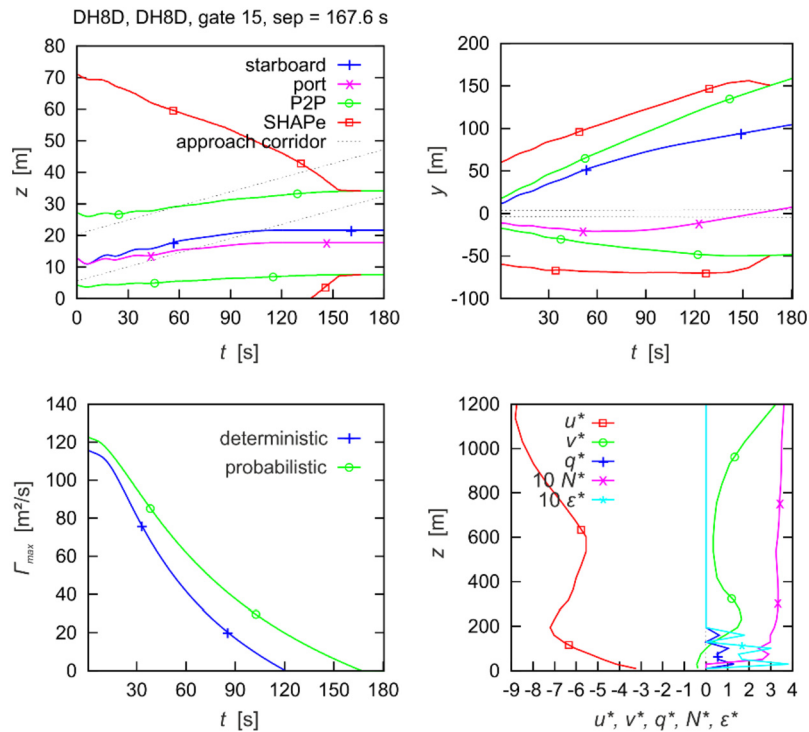 DH8D, DH8D, gate 15, sep = 167.6 s
80
70
60
50
40
30
20
10
0
z [m]
starboard
port
P2P
SHAPe
approach corridor
0 30 60 90 120 150 180
t [s]
200
150
100
50
0
-50
-100
y [m]
30 60 90 120 150 180
t [s]
140
120
100
80
60
40
20
0
Γmax [m²/s]
deterministic
probabilistic
30 60 90 120 150 180
t [s]
1200
1000
800
600
400
200
0
z [m]
u*
v*
q*
10 N*
10 ε*
-9 -8 -7 -6 -5 -4 -3 -2 -1 0 1 2 3 4
u*, v*, q*, N*, ε*